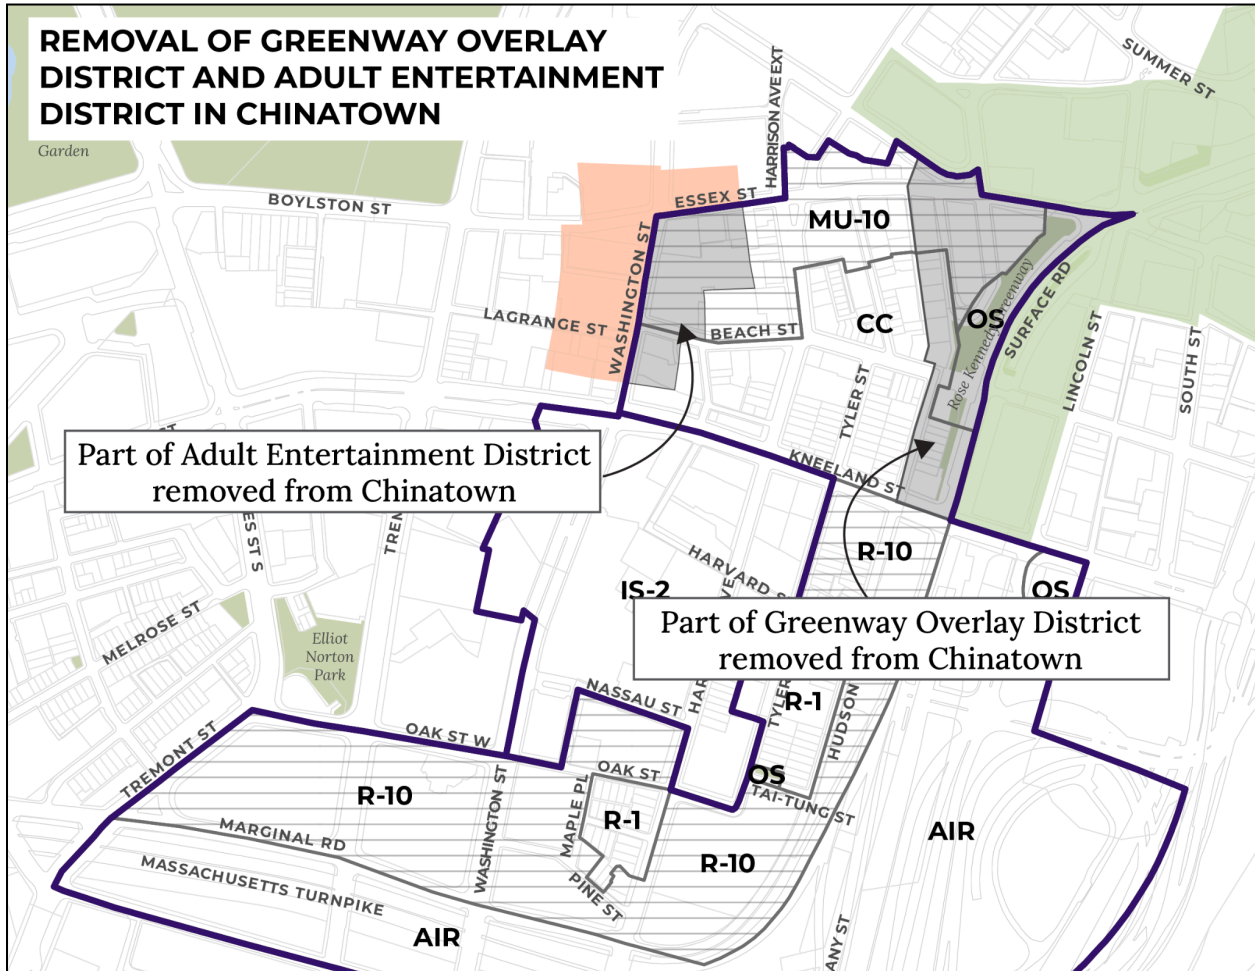 REMOVAL OF GREENWAY OVERLAY
DISTRICT AND ADULT ENTERTAINMENT
DISTRICT IN CHINATOWN
Garden
BOYLSTON ST
SUMMER ST
HARRISON AVE EXT
ESSEX ST
MU-10
WASHINGTON ST
LAGRANGE ST
BEACH ST
CC
OS
Rose Kennedy Greenway
SURFACE RD
LINCOLN ST
SOUTH ST
TYLER ST
KNEELAND ST
Part of Adult Entertainment District
removed from Chinatown
R-10
HARVARD
IS-2
OS
Part of Greenway Overlay District
removed from Chinatown
MELROSE ST
Elliot
Norton
Park
NASSAU ST
TYLER
R-1
HUDSON
TREMONT ST
OAK ST W
OAK ST
OS
TAI-TUNG ST
R-10
WASHINGTON ST
MAPLE PL
R-1
AIR
MARGINAL RD
R-10
PINE ST
MASSACHUSETTS TURNPIKE
AIR